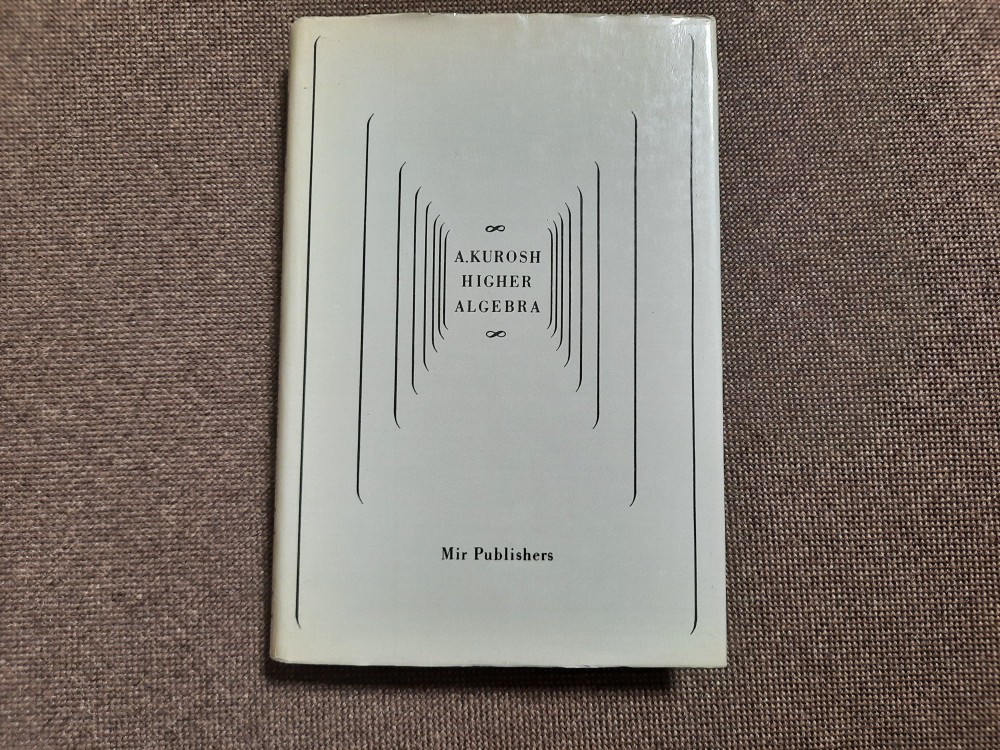 ∞
A.KUROSH
HIGHER
ALGEBRA
∞
Mir Publishers